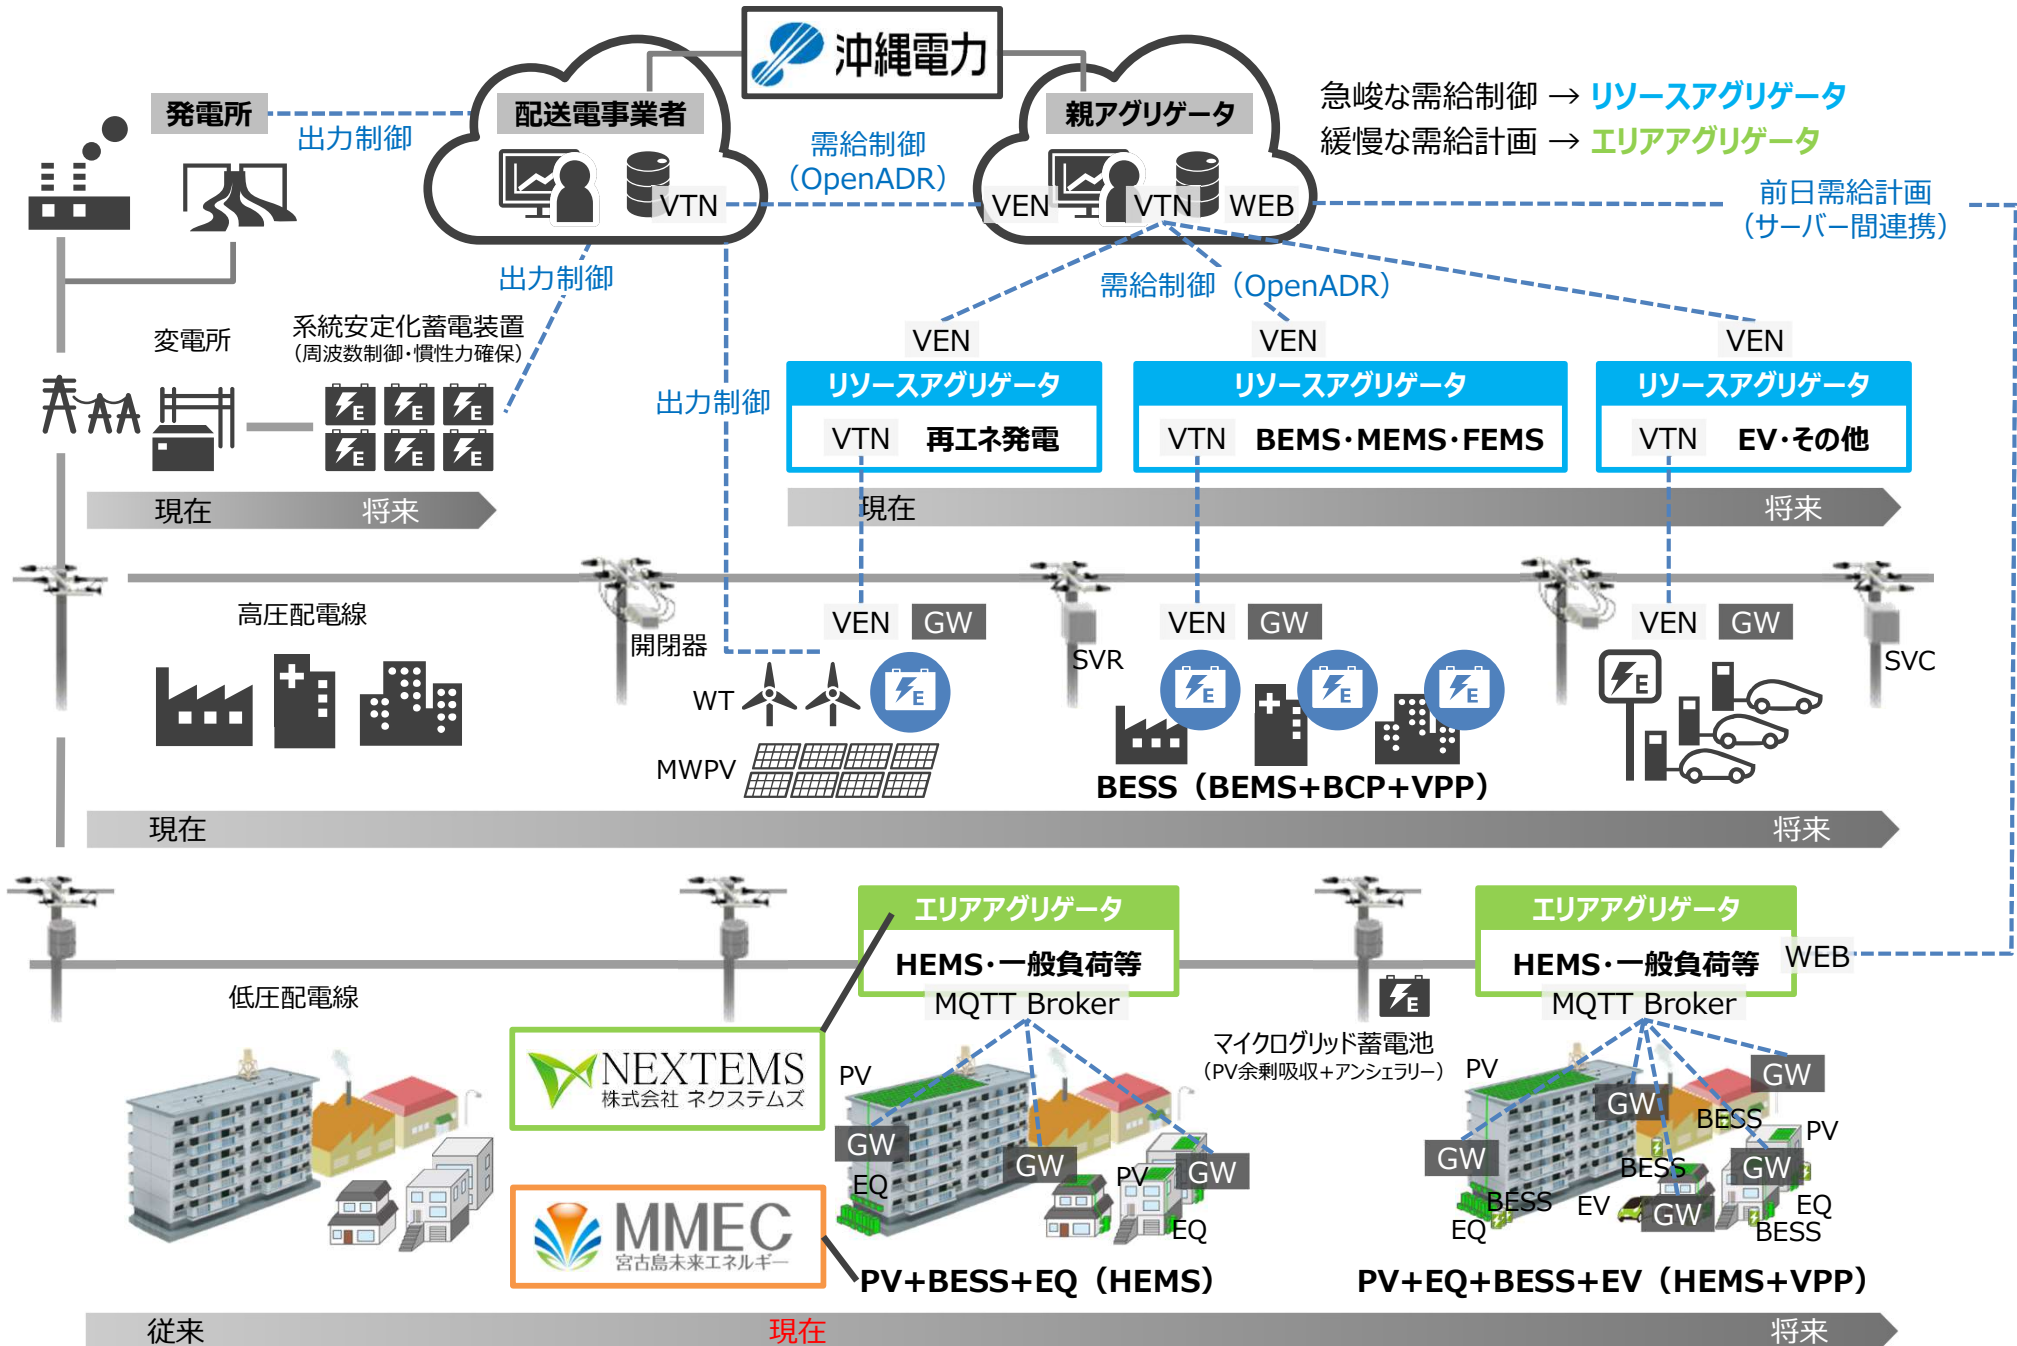 沖縄電力
発電所
出力制御
配送電事業者
VTN
需給制御
（OpenADR）
親アグリゲータ
VEN
VTN
WEB
急峻な需給制御 → リソースアグリゲータ
緩慢な需給計画 → エリアアグリゲータ
前日需給計画
（サーバー間連携）
出力制御
需給制御（OpenADR）
変電所
系統安定化蓄電装置
（周波数制御・慣性力確保）
E
E
E
E
E
E
出力制御
VEN
リソースアグリゲータ
VTN 再エネ発電
VEN
リソースアグリゲータ
VTN BEMS・MEMS・FEMS
VEN
リソースアグリゲータ
VTN EV・その他
現在 将来
現在 将来
高圧配電線
開閉器
VEN GW
WT
E
MWPV
SVR
VEN GW
E
E
E
BESS（BEMS+BCP+VPP）
VEN GW
E
SVC
現在 将来
エリアアグリゲータ
HEMS・一般負荷等
MQTT Broker
エリアアグリゲータ
HEMS・一般負荷等
WEB
MQTT Broker
低圧配電線
E
マイクログリッド蓄電池
（PV余剰吸収+アンシェラリー）
NEXTEMS
株式会社 ネクステムズ
MMEC
宮古島未来エネルギー
PV
GW
EQ
GW
PV
GW
EQ
PV+BESS+EQ（HEMS）
PV
GW
GW
GW
BESS
PV
BESS
GW
BESS
EV
GW
EQ
EQ
BESS
PV+EQ+BESS+EV（HEMS+VPP）
従来 現在 将来